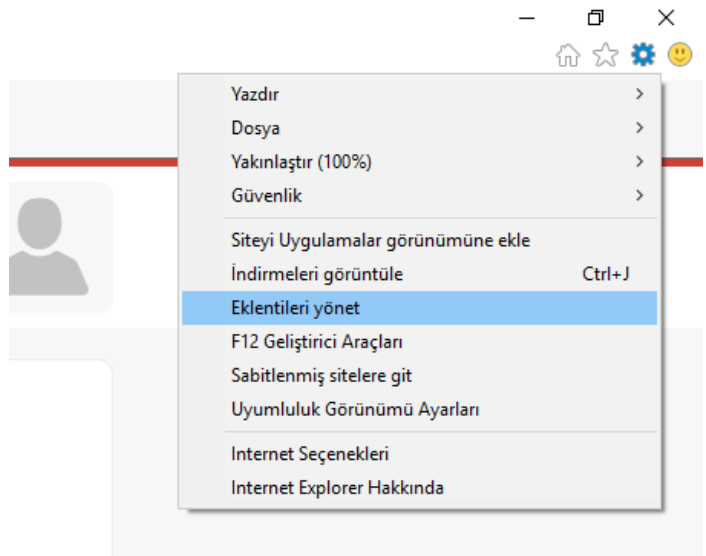 Yazdır
Dosya
Yakınlaştır (100%)
Güvenlik
Siteyi Uygulamalar görünümüne ekle
İndirmeleri görüntüle Ctrl+J
Eklentileri yönet
F12 Geliştirici Araçları
Sabitlenmiş sitelere git
Uyumluluk Görünümü Ayarları
Internet Seçenekleri
Internet Explorer Hakkında